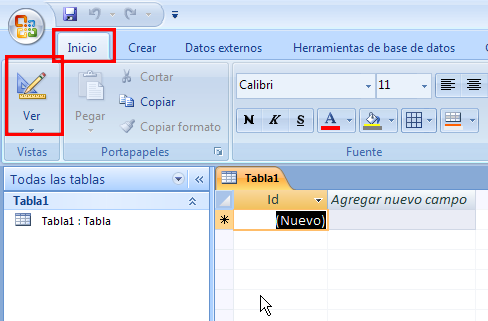 Inicio Crear Datos externos Herramientas de base de datos
Ver
Pegar
Cortar
Copiar
Copiar formato
Calibri 11
N K S A
Vistas Portapapeles Fuente
Todas las tablas
Tabla1
Tabla1 : Tabla
Tabla1
Id Agregar nuevo campo
(Nuevo)